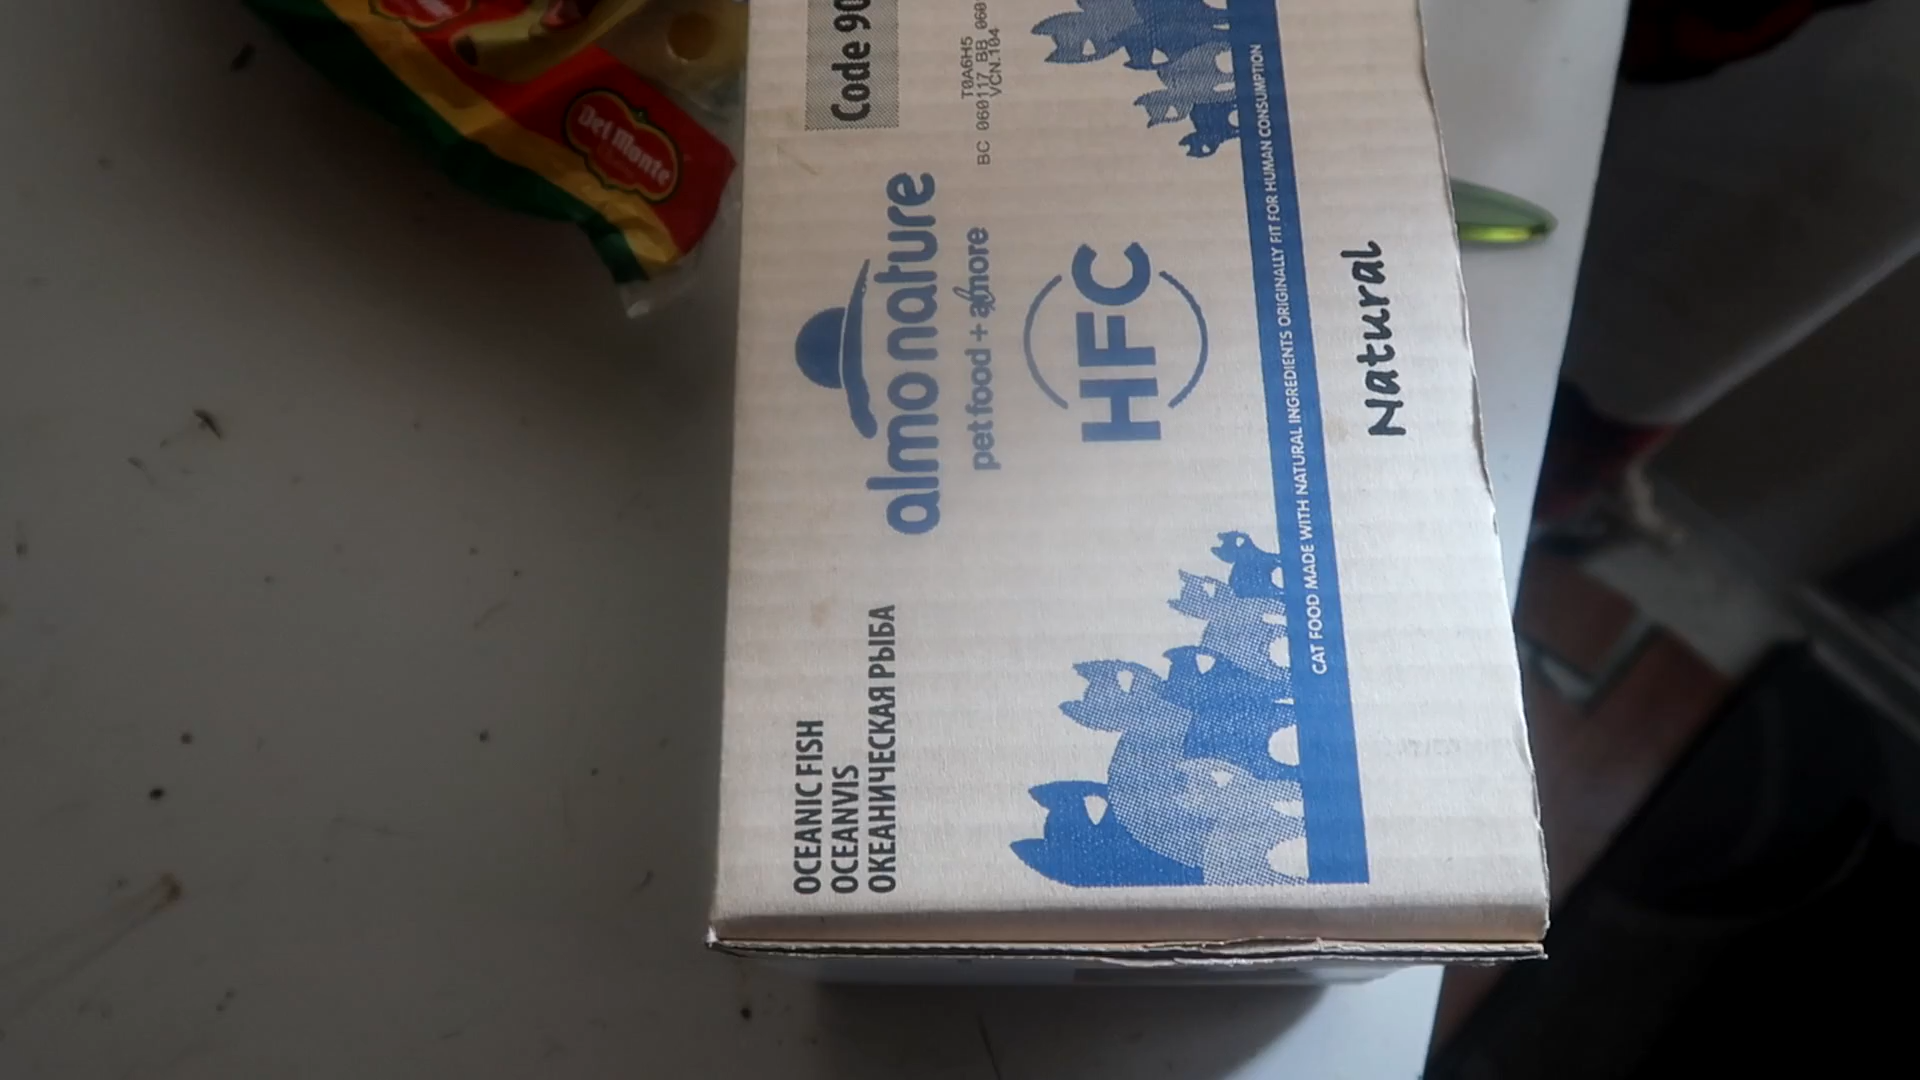 OCEANIC FISH
OCEANVIS
ОКЕАНИЧЕСКАЯ РЫБА
almo nature
pet food + almore
HFC
CAT FOOD MADE WITH NATURAL INGREDIENTS ORIGINALLY FIT FOR HUMAN CONSUMPTION
Natural
Code 90
T0A6H5
BC 060117 BB 060
VCN.104
Del Monte